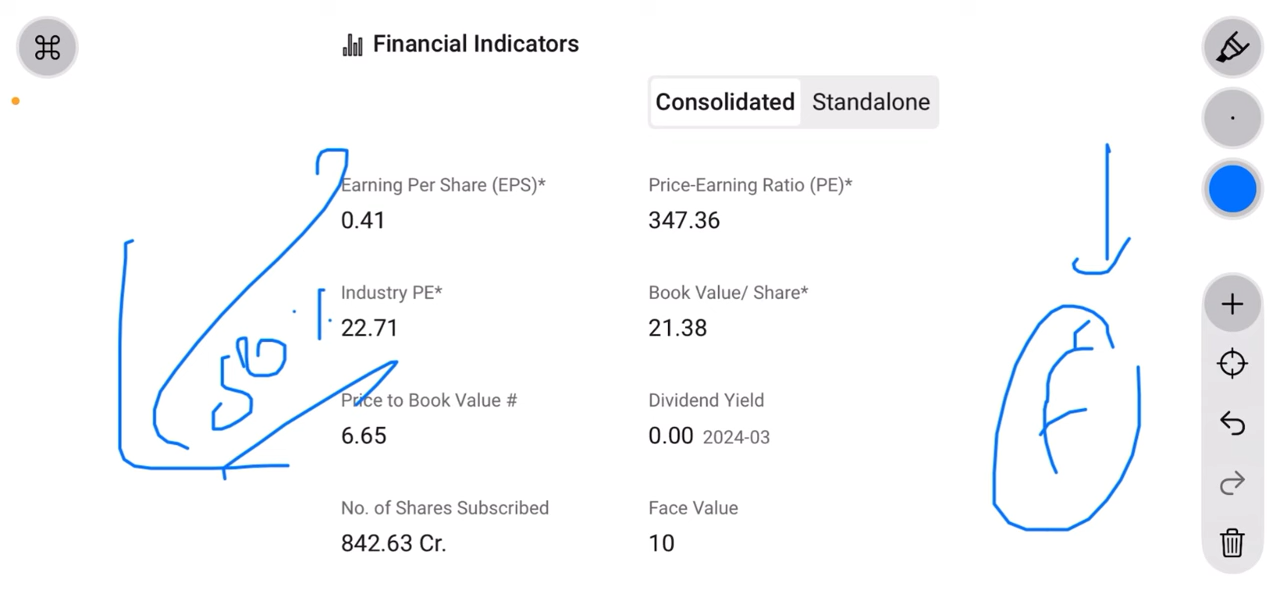 Financial Indicators
Consolidated Standalone
Earning Per Share (EPS)* Price-Earning Ratio (PE)*
0.41 347.36
Industry PE* Book Value/ Share*
22.71 21.38
Price to Book Value # Dividend Yield
6.65 0.00 2024-03
No. of Shares Subscribed Face Value
842.63 Cr. 10